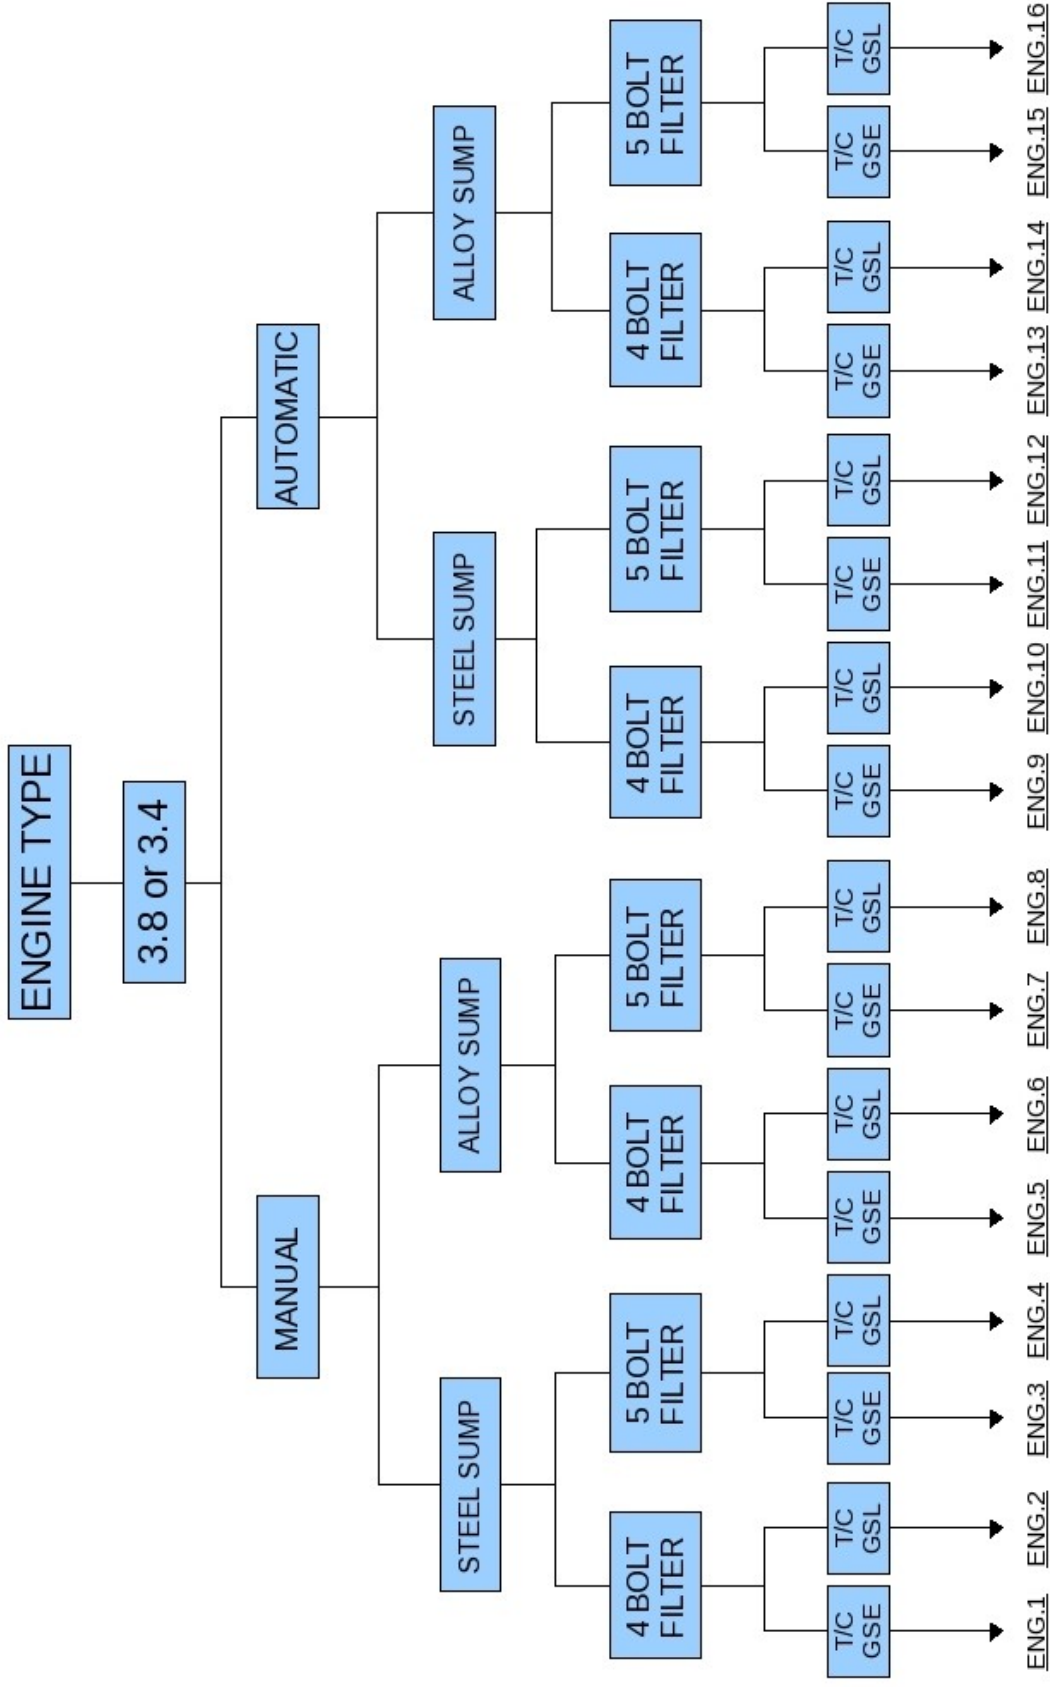 ENGINE TYPE
3.8 or 3.4
MANUAL
AUTOMATIC
STEEL SUMP
ALLOY SUMP
STEEL SUMP
ALLOY SUMP
4 BOLT
FILTER
5 BOLT
FILTER
4 BOLT
FILTER
5 BOLT
FILTER
4 BOLT
FILTER
5 BOLT
FILTER
4 BOLT
FILTER
5 BOLT
FILTER
T/C
GSE
T/C
GSL
T/C
GSE
T/C
GSL
T/C
GSE
T/C
GSL
T/C
GSE
T/C
GSL
T/C
GSE
T/C
GSL
T/C
GSE
T/C
GSL
T/C
GSE
T/C
GSL
T/C
GSE
T/C
GSL
ENG.1
ENG.2
ENG.3
ENG.4
ENG.5
ENG.6
ENG.7
ENG.8
ENG.9
ENG.10
ENG.11
ENG.12
ENG.13
ENG.14
ENG.15
ENG.16